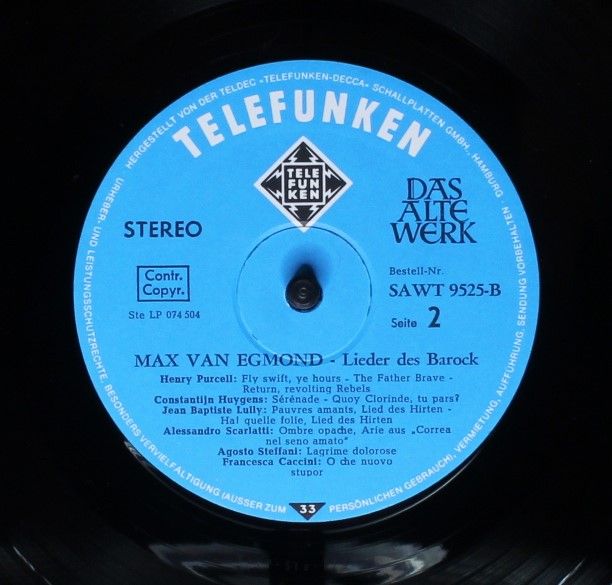 HERGESTELLT VON DER TELDEC »TELEFUNKEN-DECCA« SCHALLPLATTEN GMBH., HAMBURG
TELEFUNKEN
TELE
FUN
KEN
STEREO
DAS
ALTE
WERK
Contr.
Copyr.
Ste LP 074 504
Bestell-Nr.
SAWT 9525-B
Seite 2
MAX VAN EGMOND - Lieder des Barock
Henry Purcell: Fly swift, ye hours - The Father Brave -
Return, revolting Rebels
Constantijn Huygens: Sérénade - Quoy Clorinde, tu pars?
Jean Baptiste Lully: Pauvres amants, Lied des Hirten -
Ha! quelle folie, Lied des Hirten
Alessandro Scarlatti: Ombre opache, Arie aus „Correa
nel seno amato“
Agosto Steffani: Lagrime dolorose
Francesca Caccini: O che nuovo
stupor
33
URHEBER- UND LEISTUNGSSCHUTZRECHTE, BESONDERS VERVIELFÄLTIGUNG (AUSSER ZUM PERSÖNLICHEN GEBRAUCH), VERMIETUNG, AUFFÜHRUNG, SENDUNG VORBEHALTEN